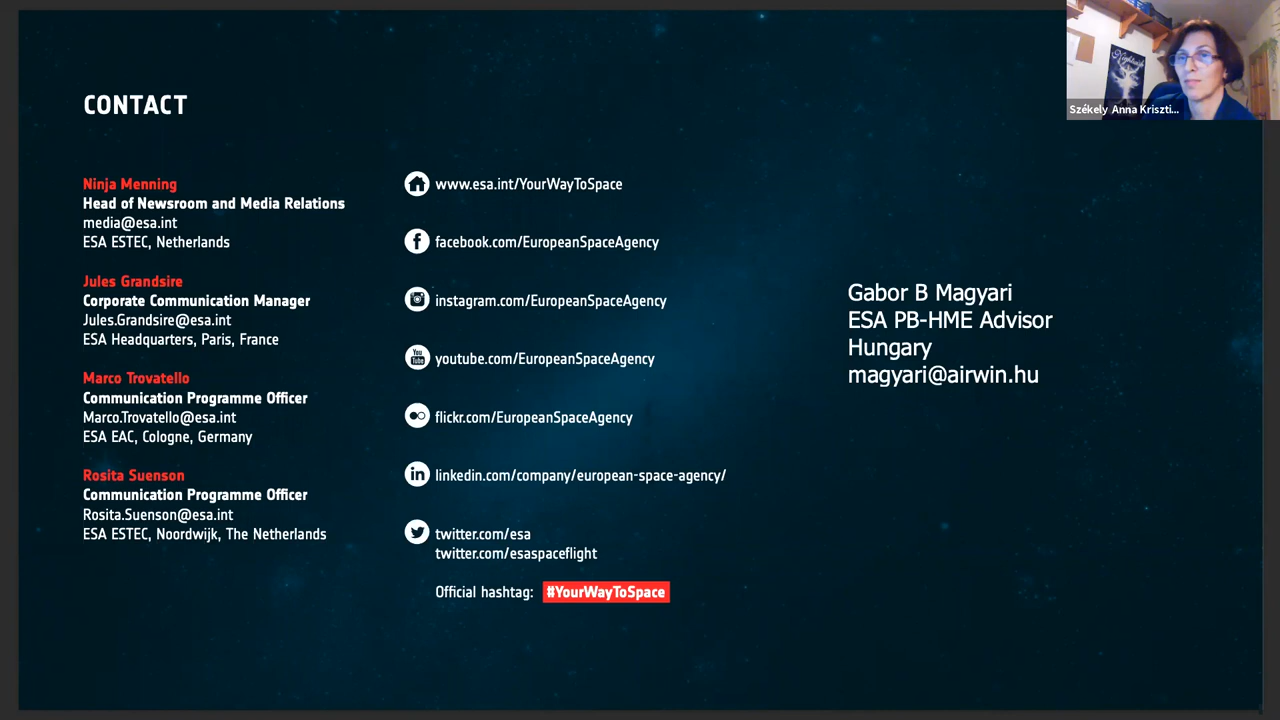 CONTACT
Ninja Menning
Head of Newsroom and Media Relations
media@esa.int
ESA ESTEC, Netherlands
Jules Grandsire
Corporate Communication Manager
Jules.Grandsire@esa.int
ESA Headquarters, Paris, France
Marco Trovatello
Communication Programme Officer
Marco.Trovatello@esa.int
ESA EAC, Cologne, Germany
Rosita Suenson
Communication Programme Officer
Rosita.Suenson@esa.int
ESA ESTEC, Noordwijk, The Netherlands
www.esa.int/YourWayToSpace
facebook.com/EuropeanSpaceAgency
instagram.com/EuropeanSpaceAgency
You
Tube
youtube.com/EuropeanSpaceAgency
flickr.com/EuropeanSpaceAgency
in
linkedin.com/company/european-space-agency/
twitter.com/esa
twitter.com/esaspaceflight
Official hashtag: #YourWayToSpace
Gabor B Magyari
ESA PB-HME Advisor
Hungary
magyari@airwin.hu
Nightwish
Székely Anna Kriszti...